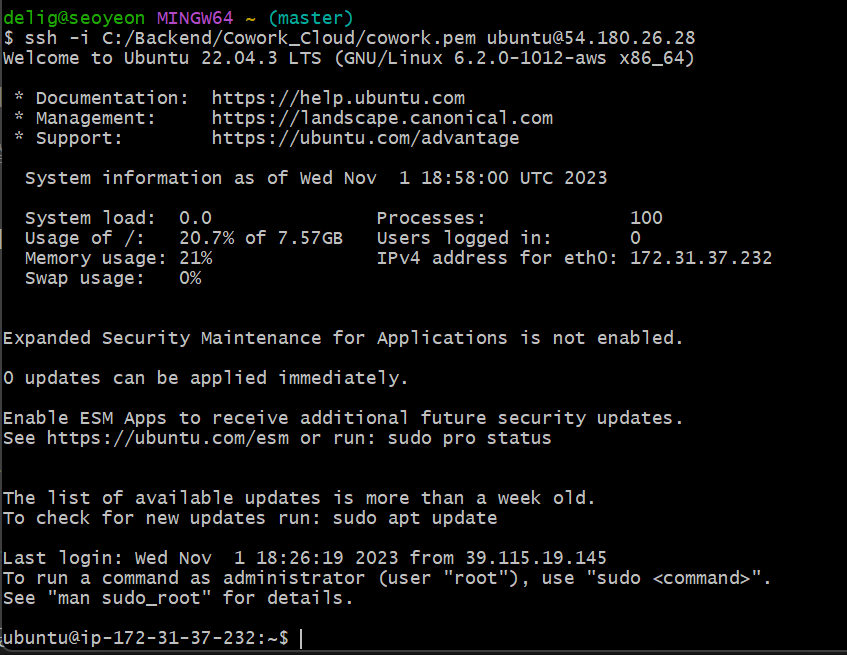 delig@seoyeon MINGW64 ~ (master)
$ ssh -i C:/Backend/Cowork_Cloud/cowork.pem ubuntu@54.180.26.28
Welcome to Ubuntu 22.04.3 LTS (GNU/Linux 6.2.0-1012-aws x86_64)
* Documentation:  https://help.ubuntu.com
* Management:     https://landscape.canonical.com
* Support:        https://ubuntu.com/advantage
System information as of Wed Nov  1 18:58:00 UTC 2023
System load:  0.0                Processes:             100
Usage of /:   20.7% of 7.57GB   Users logged in:       0
Memory usage: 21%               IPv4 address for eth0: 172.31.37.232
Swap usage:   0%
Expanded Security Maintenance for Applications is not enabled.
0 updates can be applied immediately.
Enable ESM Apps to receive additional future security updates.
See https://ubuntu.com/esm or run: sudo pro status
The list of available updates is more than a week old.
To check for new updates run: sudo apt update
Last login: Wed Nov  1 18:26:19 2023 from 39.115.19.145
To run a command as administrator (user "root"), use "sudo <command>".
See "man sudo_root" for details.
ubuntu@ip-172-31-37-232:~$